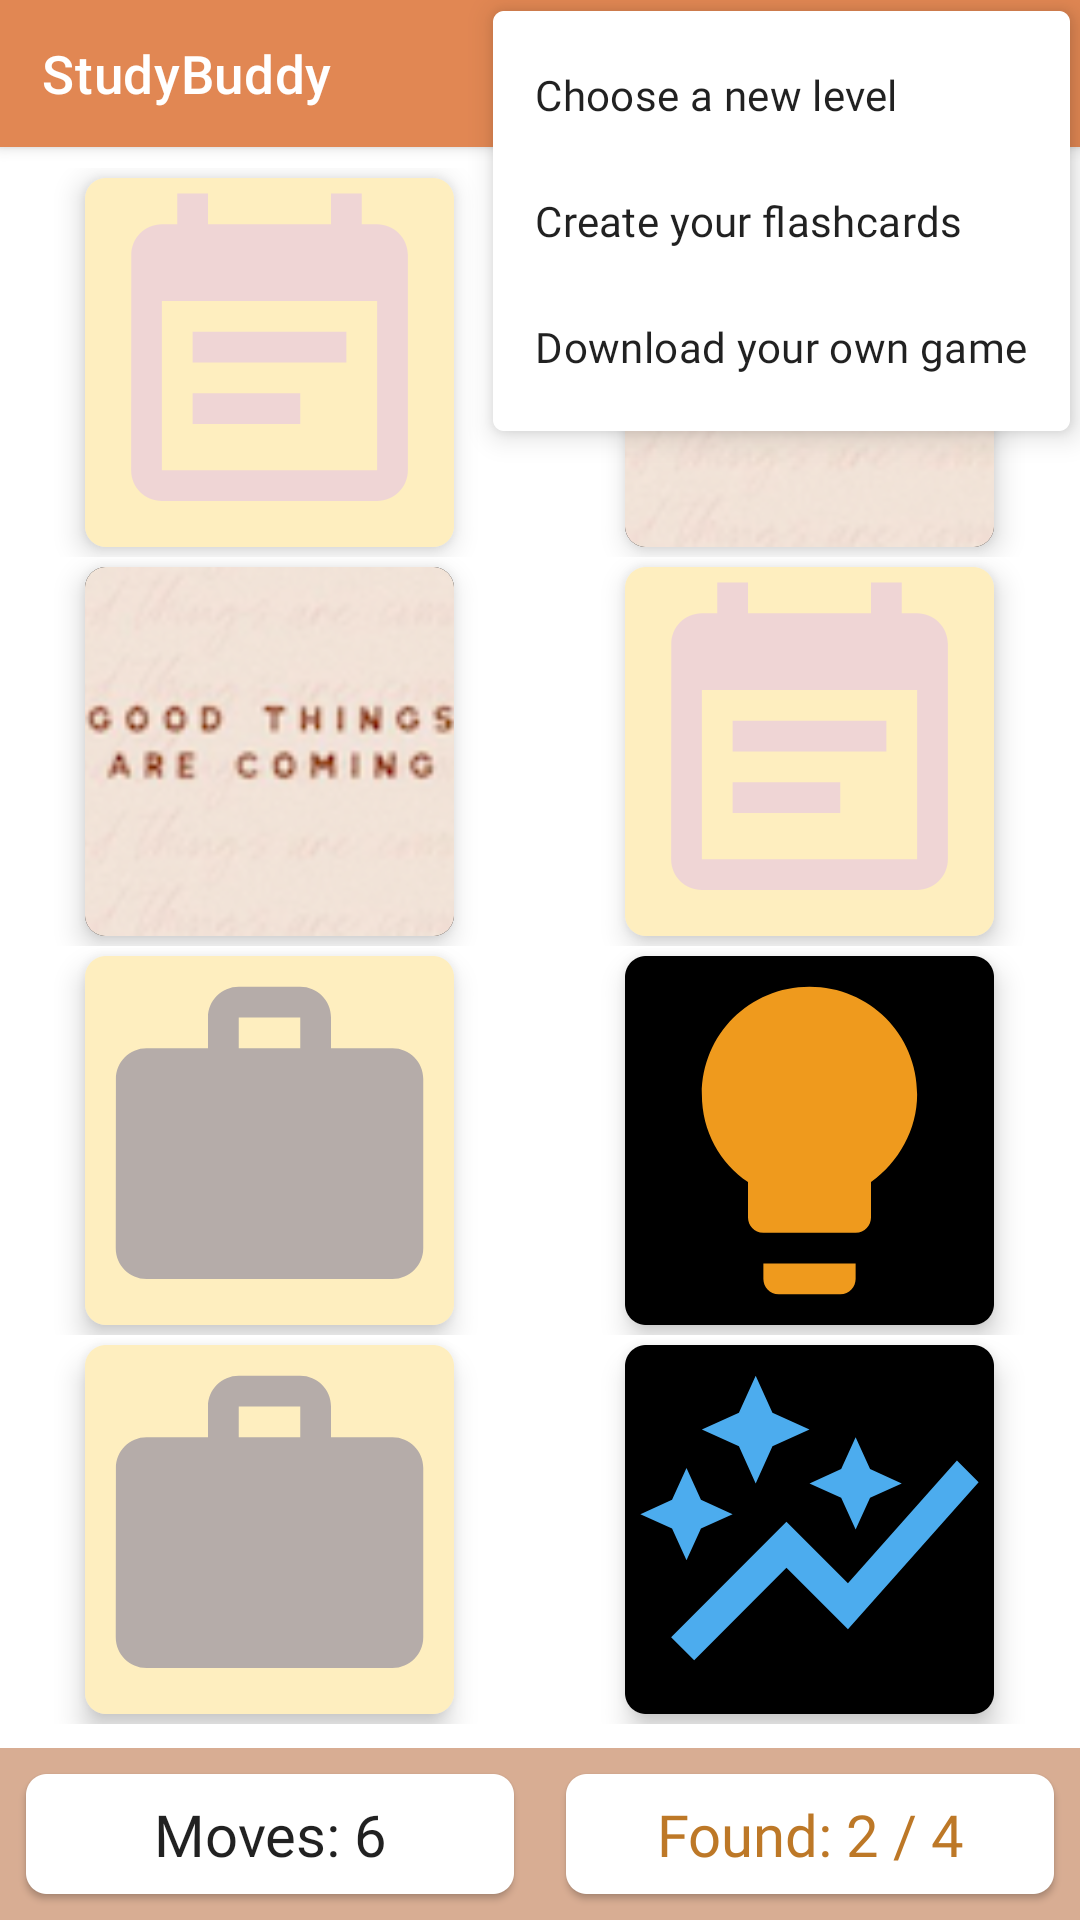 StudyBuddy
Choose a new level
Create your flashcards
Download your own game
GOOD THINGS
ARE COMING
Moves: 6
Found: 2 / 4